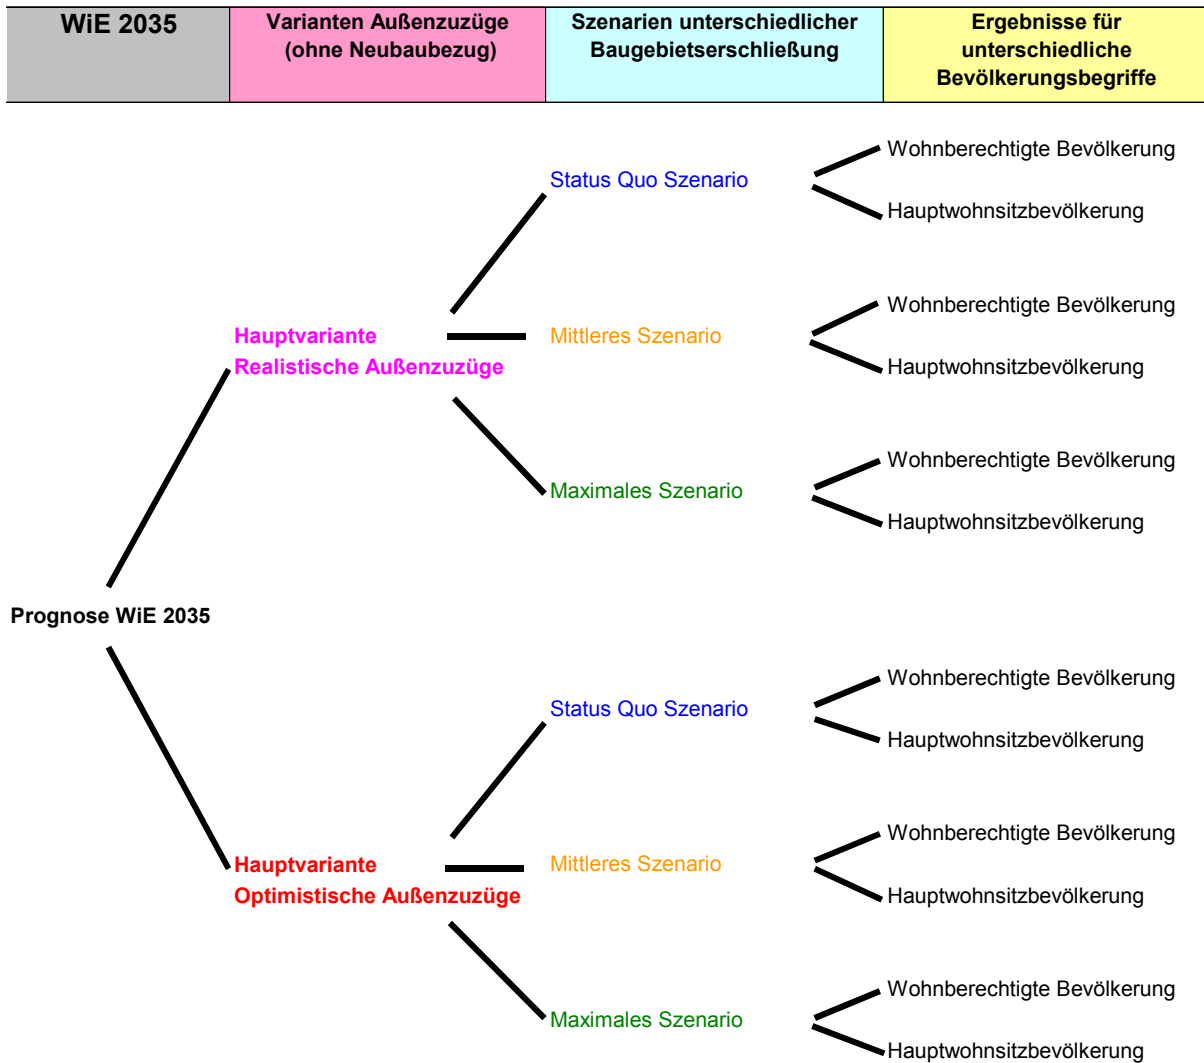 WiE 2035
Varianten Außenzuzüge
(ohne Neubaubezug)
Szenarien unterschiedlicher
Baugebietserschließung
Ergebnisse für
unterschiedliche
Bevölkerungsbegriffe
Wohnberechtigte Bevölkerung
Status Quo Szenario
Hauptwohnsitzbevölkerung
Wohnberechtigte Bevölkerung
Hauptvariante
Realistische Außenzuzüge
Mittleres Szenario
Hauptwohnsitzbevölkerung
Wohnberechtigte Bevölkerung
Maximales Szenario
Hauptwohnsitzbevölkerung
Prognose WiE 2035
Wohnberechtigte Bevölkerung
Status Quo Szenario
Hauptwohnsitzbevölkerung
Wohnberechtigte Bevölkerung
Hauptvariante
Optimistische Außenzuzüge
Mittleres Szenario
Hauptwohnsitzbevölkerung
Wohnberechtigte Bevölkerung
Maximales Szenario
Hauptwohnsitzbevölkerung